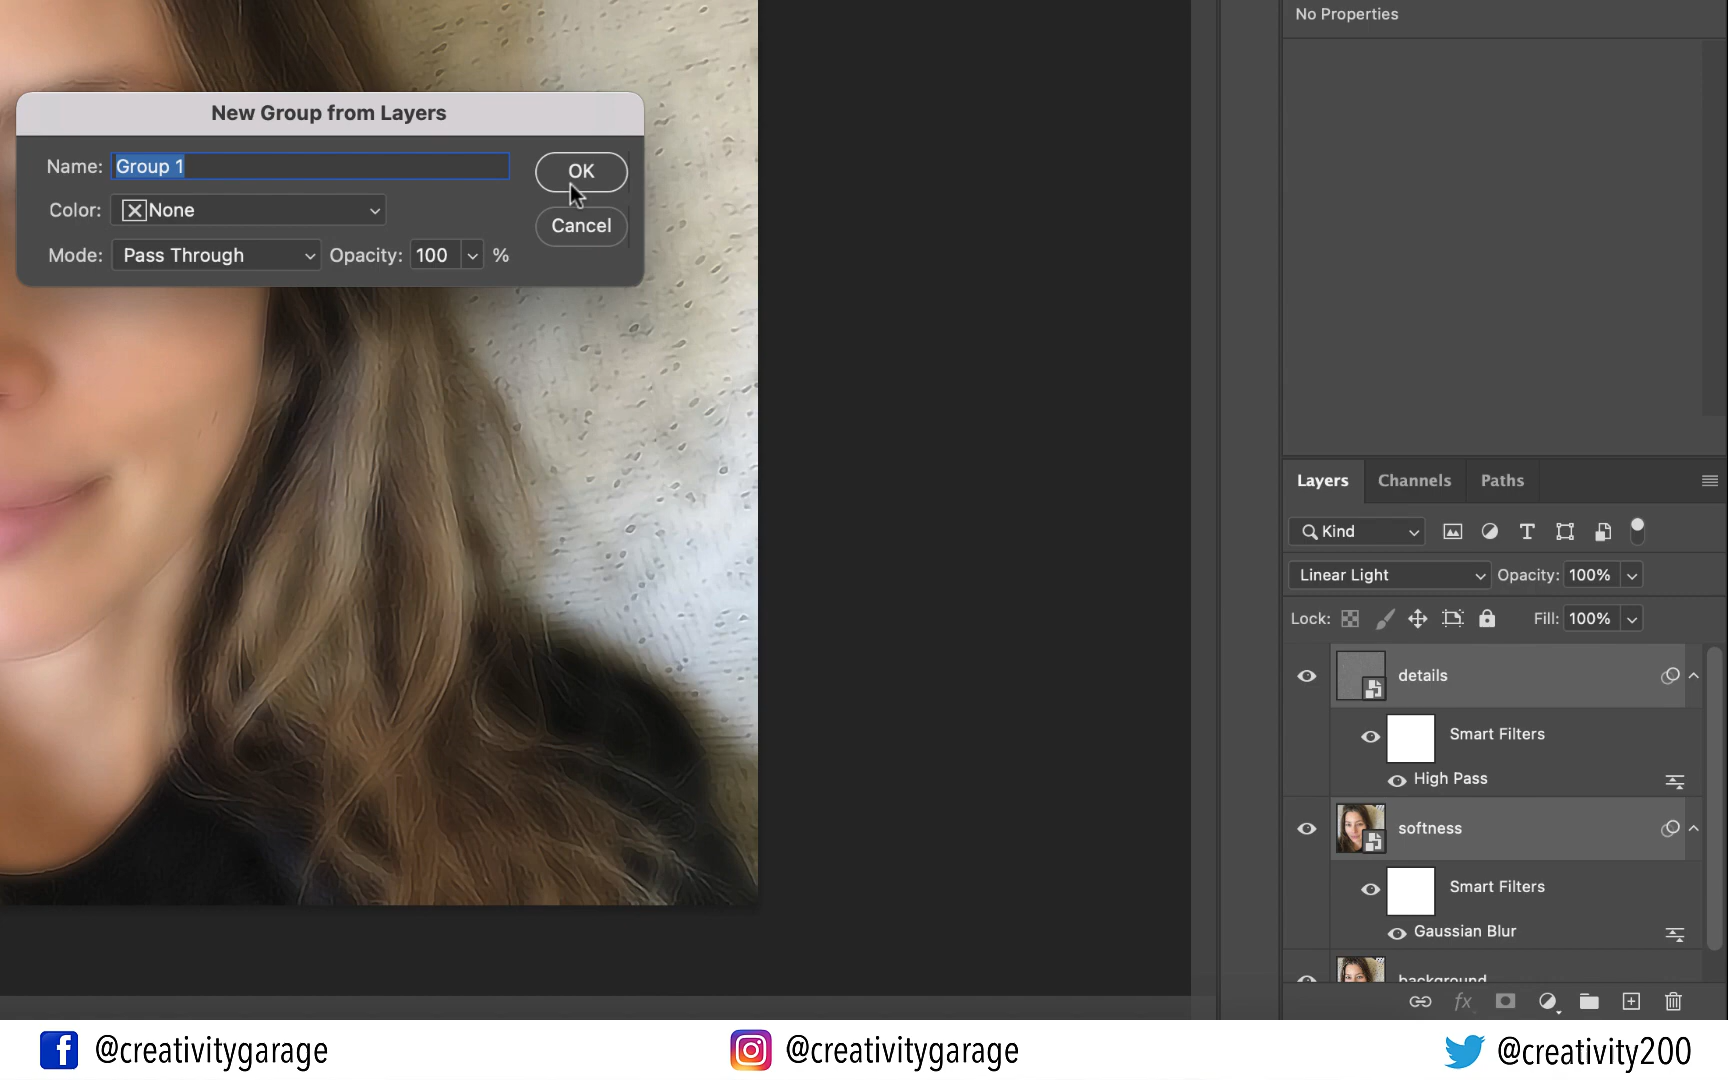 No Properties
New Group from Layers
Name: Group 1
OK
Color: None
Cancel
Mode: Pass Through Opacity: 100 %
Layers Channels Paths
Kind
Linear Light Opacity: 100%
Lock: Fill: 100%
details
Smart Filters
High Pass
softness
Smart Filters
Gaussian Blur
background
fx
@creativitygarage @creativitygarage @creativity200